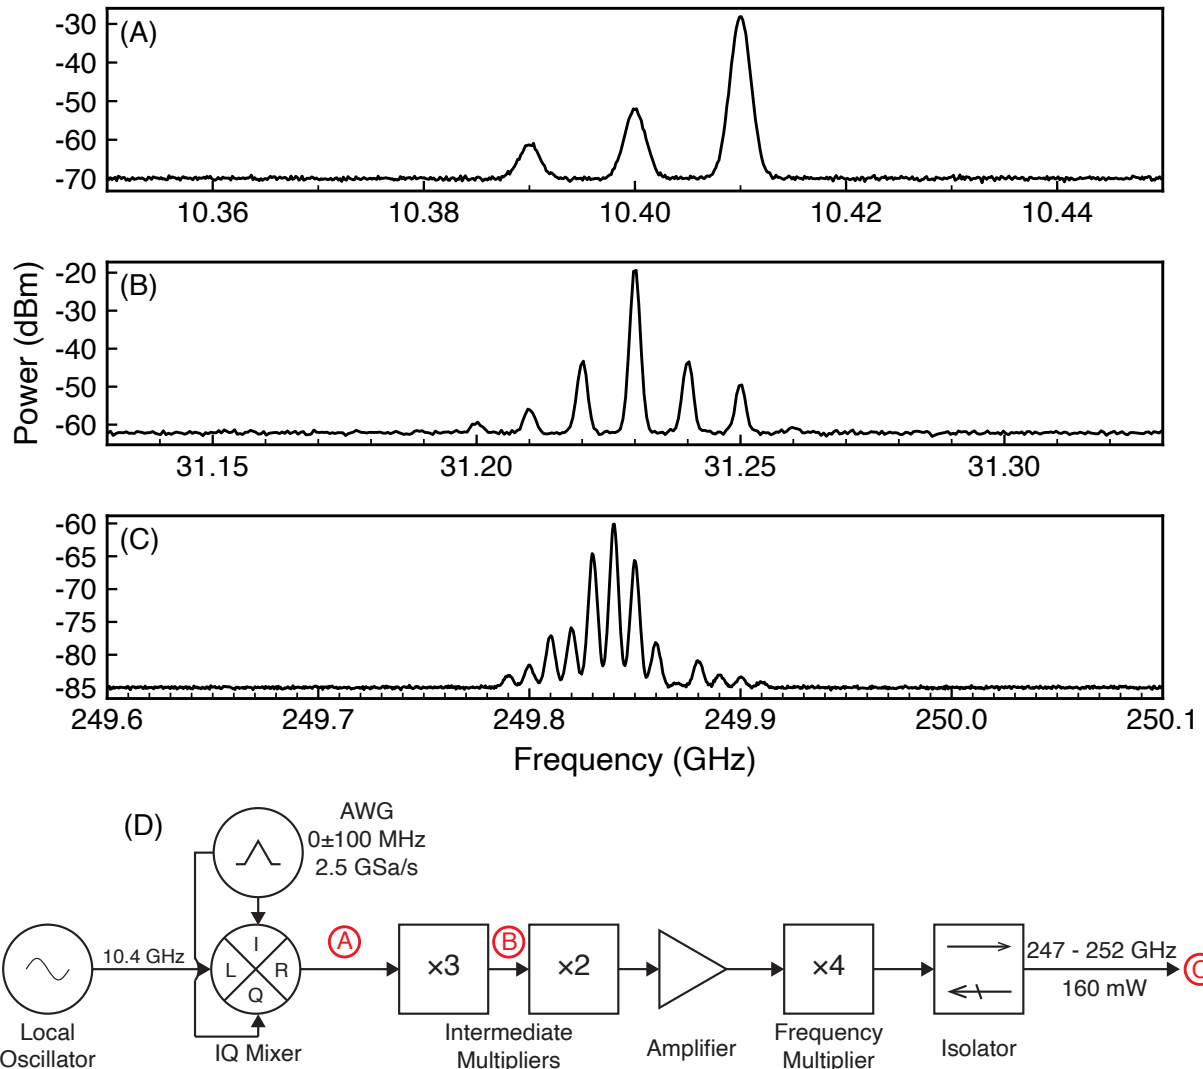 Power (dBm)
(A)
-30
-40
-50
-60
-70
10.36 10.38 10.40 10.42 10.44
(B)
-20
-30
-40
-50
-60
31.15 31.20 31.25 31.30
(C)
-60
-65
-70
-75
-80
-85
249.6 249.7 249.8 249.9 250.0 250.1
Frequency (GHz)
(D)
AWG
0±100 MHz
2.5 GSa/s
10.4 GHz
I
L R
Q
A
×3
B
×2
×4
247 - 252 GHz
160 mW
C
Local
Oscillator
IQ Mixer
Intermediate
Multipliers
Amplifier
Frequency
Multiplier
Isolator